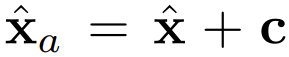 x̂ₐ = x̂ + c